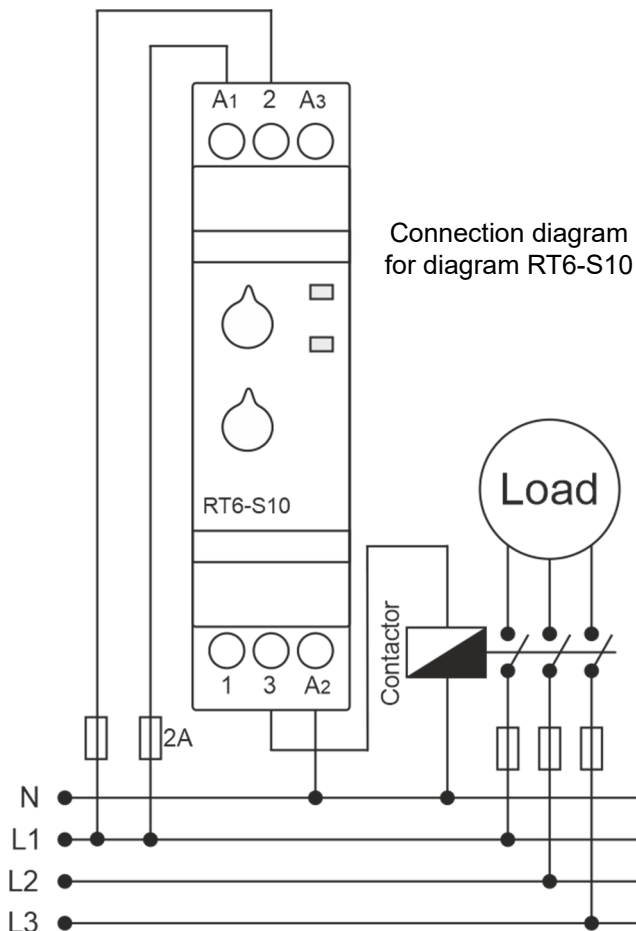 A1 2 A3
Connection diagram
for diagram RT6-S10
RT6-S10
Load
Contactor
1 3 A2
2A
N
L1
L2
L3